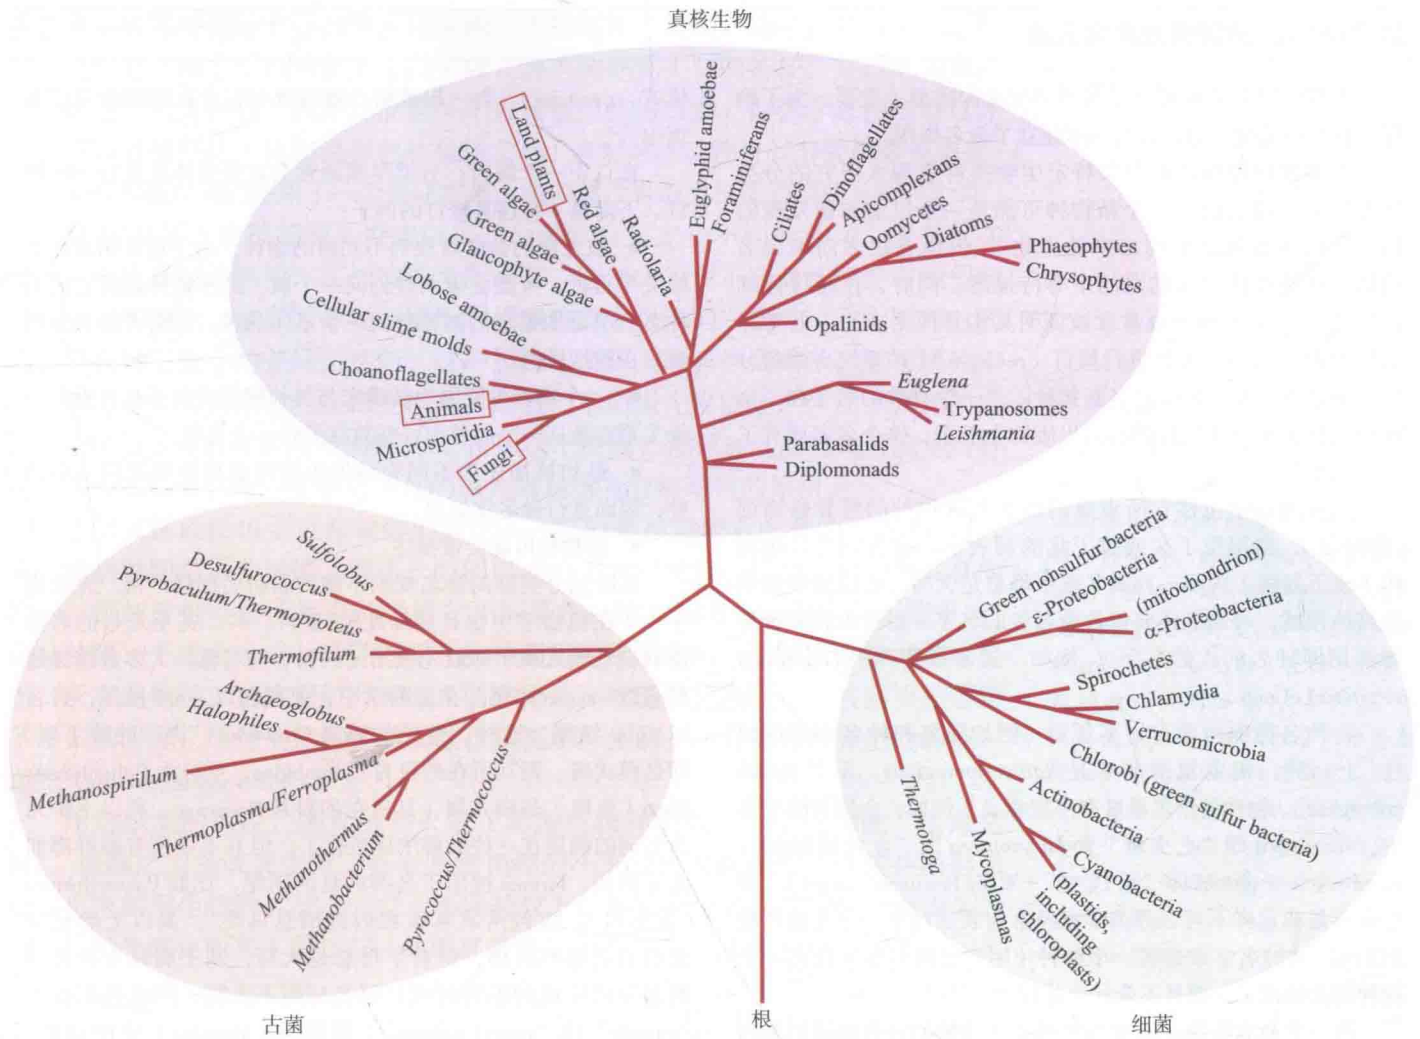 真核生物
Land plants
Green algae
Red algae
Green algae
Radiolaria
Glaucophyte algae
Lobose amoebae
Cellular slime molds
Choanoflagellates
Animals
Microsporidia
Fungi
Euglyphid amoebae
Foraminiferans
Ciliates
Dinoflagellates
Apicomplexans
Oomycetes
Diatoms
Phaeophytes
Chrysophytes
Opalinids
Euglena
Trypanosomes
Leishmania
Parabasalids
Diplomonads
Sulfolobus
Desulfurococcus
Pyrobaculum/Thermoproteus
Thermofilum
Archaeoglobus
Halophiles
Methanospirillum
Thermoplasma/Ferroplasma
Methanothermus
Methanobacterium
Pyrococcus/Thermococcus
Green nonsulfur bacteria
ε-Proteobacteria
(mitochondrion)
α-Proteobacteria
Spirochetes
Chlamydia
Verrucomicrobia
Chlorobi (green sulfur bacteria)
Actinobacteria
Cyanobacteria
(plastids,
including
chloroplasts)
Myoplasmas
Thermotoga
古菌
根
细菌